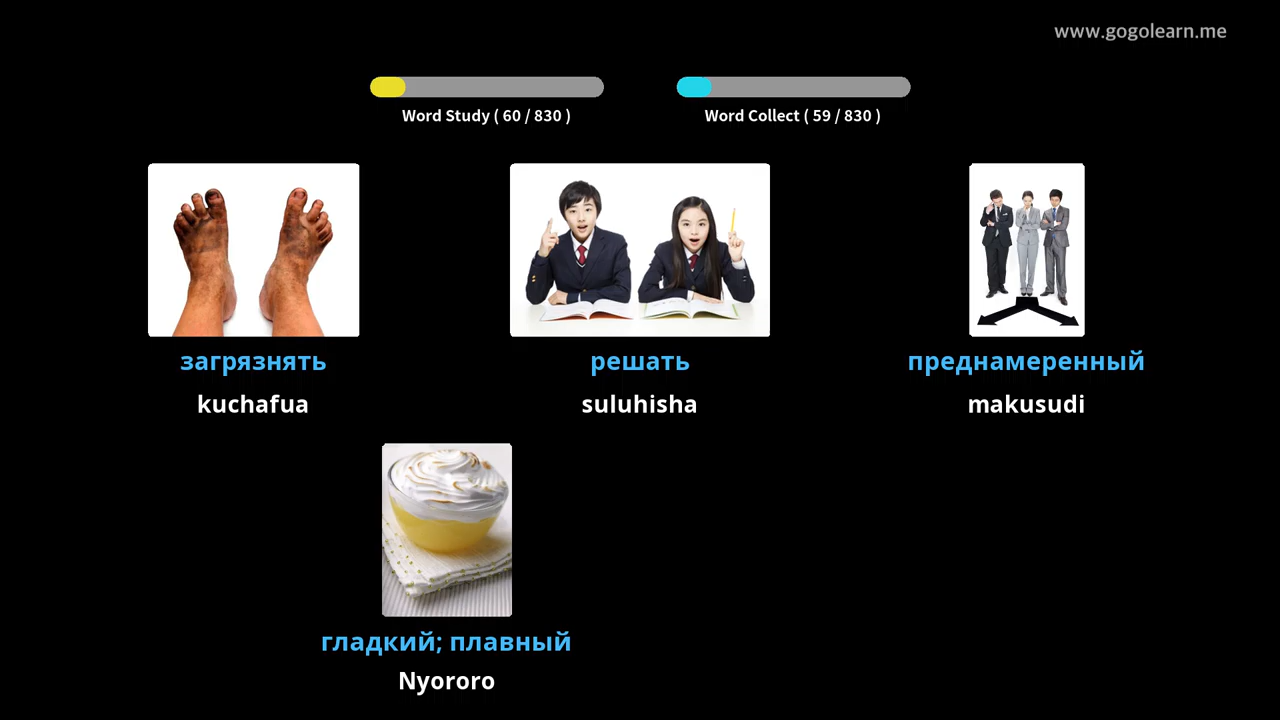 www.gogolearn.me
Word Study ( 60 / 830 )
Word Collect ( 59 / 830 )
загрязнять
решать
преднамеренный
kuchafua
suluhisha
makusudi
гладкий; плавный
Nyororo